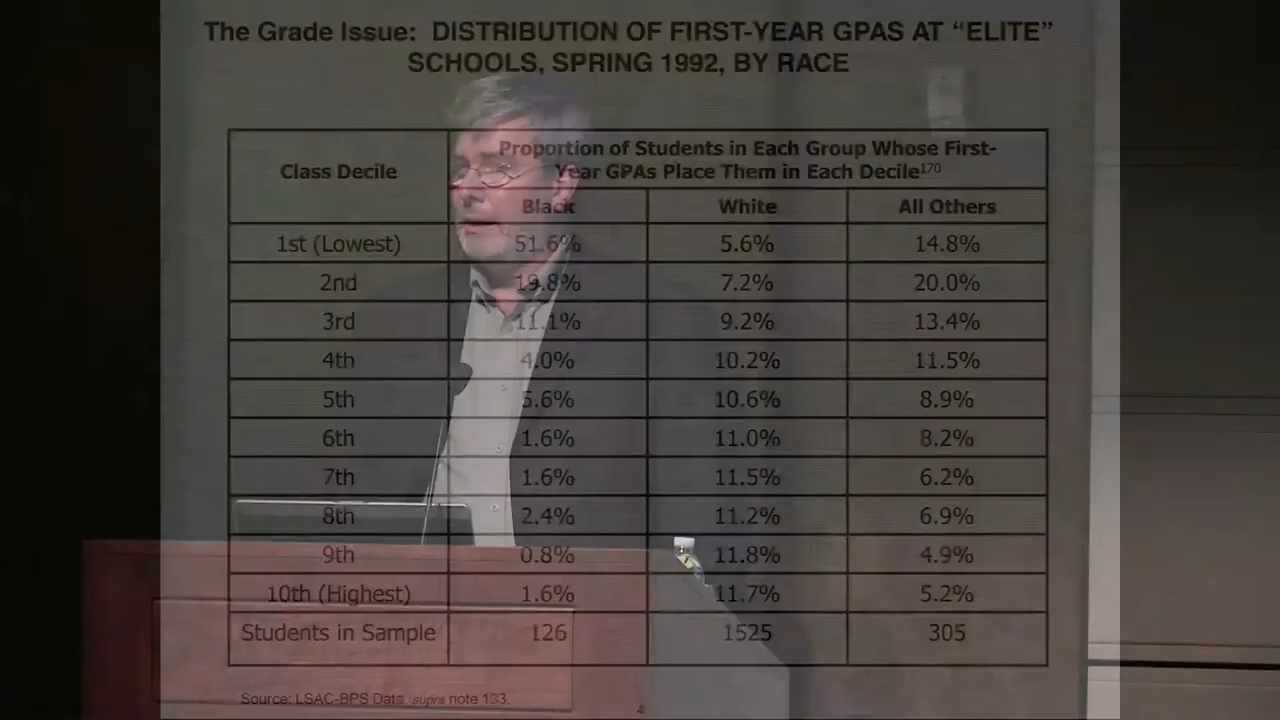 The Grade Issue: DISTRIBUTION OF FIRST-YEAR GPAS AT “ELITE”
SCHOOLS, SPRING 1992, BY RACE
Class Decile
Proportion of Students in Each Group Whose First-
Year GPAs Place Them in Each Decile170
Black White All Others
1st (Lowest) 51.6% 5.6% 14.8%
2nd 19.8% 7.2% 20.0%
3rd 11.1% 9.2% 13.4%
4th 4.0% 10.2% 11.5%
5th 5.6% 10.6% 8.9%
6th 1.6% 11.0% 8.2%
7th 1.6% 11.5% 6.2%
8th 2.4% 11.2% 6.9%
9th 0.8% 11.8% 4.9%
10th (Highest) 1.6% 11.7% 5.2%
Students in Sample 126 1525 305
Source: LSAC-BPS Data, supra note 133.
4